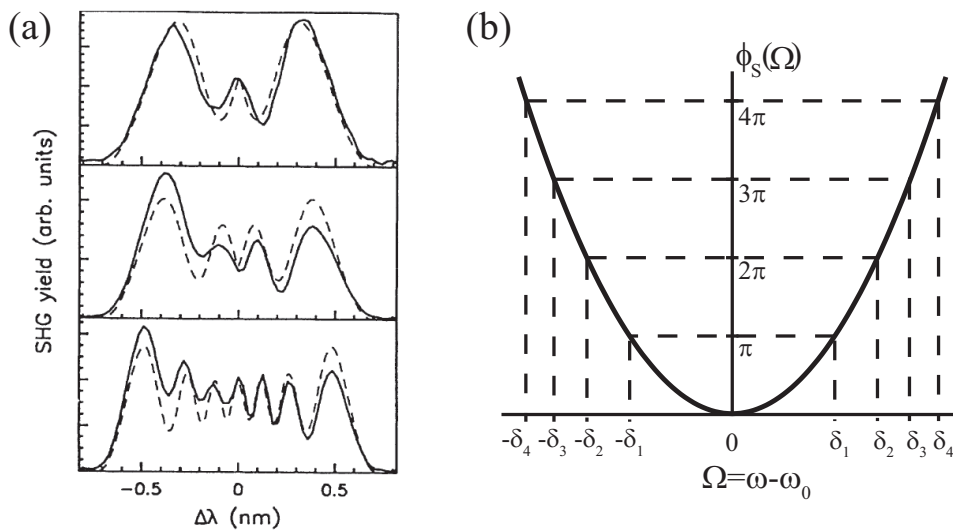 (a)
SHG yield (arb. units)
−0.5 0 0.5
Δλ (nm)
(b)
ϕS(Ω)
4π
3π
2π
π
-δ4 -δ3 -δ2 -δ1 0 δ1 δ2 δ3 δ4
Ω=ω-ω0